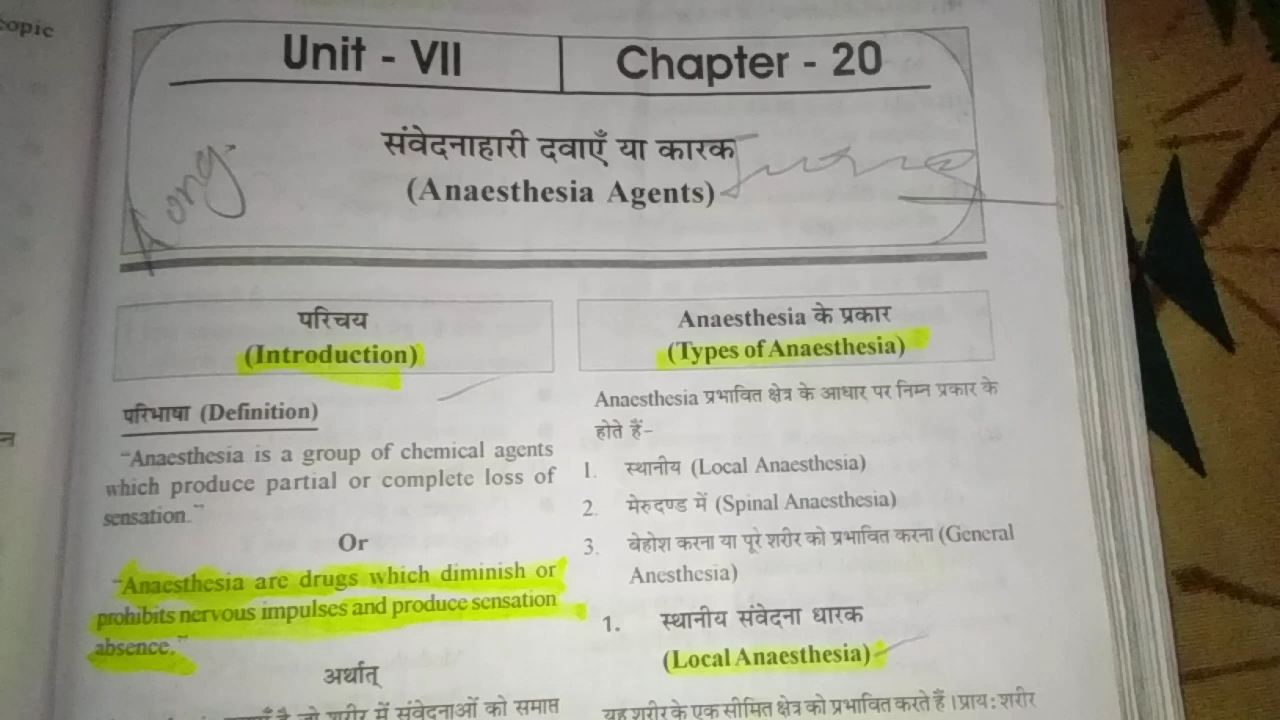 topic
Unit - VII
Chapter - 20
संवेदनाहारी दवाएँ या कारक
(Anaesthesia Agents)
परिचय
(Introduction)
परिभाषा (Definition)
“Anaesthesia is a group of chemical agents
which produce partial or complete loss of
sensation.”
Or
“Anaesthesia are drugs which diminish or
prohibits nervous impulses and produce sensation
absence.”
अर्थात्
में संवेदनाओं को समाप्त
Anaesthesia के प्रकार
(Types of Anaesthesia)
Anaesthesia प्रभावित क्षेत्र के आधार पर निम्न प्रकार के
होते हैं–
1. स्थानीय (Local Anaesthesia)
2. मेरुदण्ड में (Spinal Anaesthesia)
3. बेहोश करना या पूरे शरीर को प्रभावित करना (General
Anesthesia)
1. स्थानीय संवेदना धारक
(Local Anaesthesia)
यह शरीर के एक सीमित क्षेत्र को प्रभावित करते हैं। प्राय: शरीर